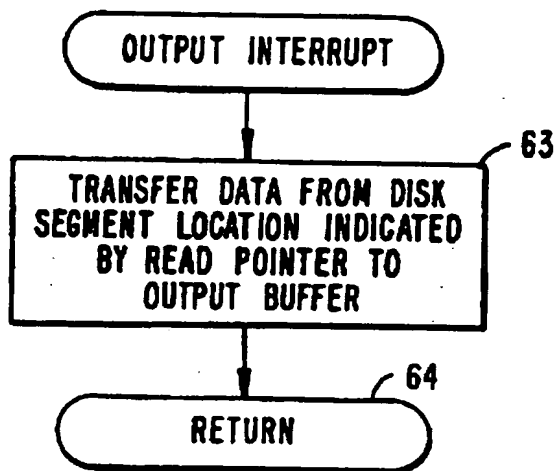 OUTPUT INTERRUPT
63
TRANSFER DATA FROM DISK
SEGMENT LOCATION INDICATED
BY READ POINTER TO
OUTPUT BUFFER
64
RETURN